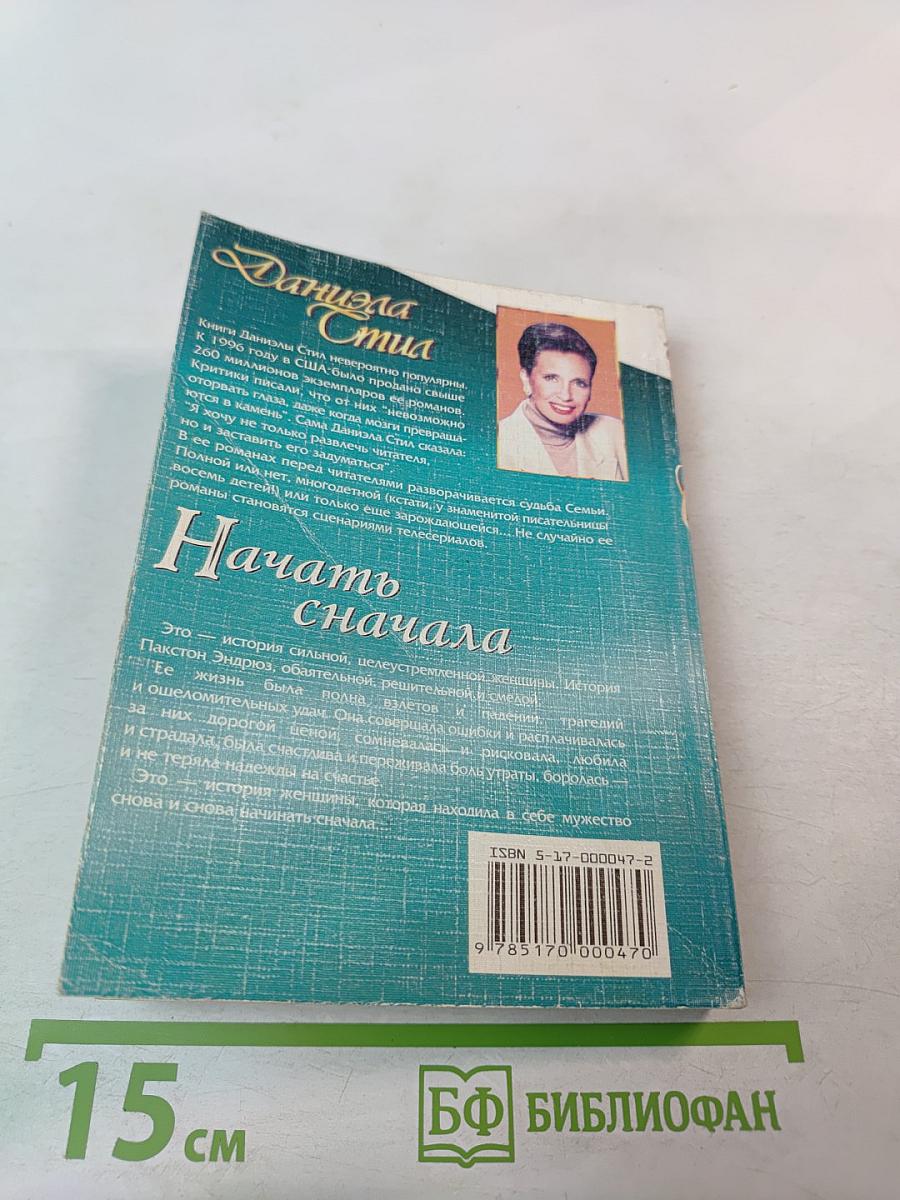 Даниэла
Стил
Книги Даниэлы Стил невероятно популярны.
К 1996 году в США было продано свыше
260 миллионов экземпляров ее романов.
Критики писали, что от них "невозможно
оторвать глаза, даже когда мозги превраща-
ются в камень". Сама Даниэла Стил сказала:
"Я хочу не только развлечь читателя,
но и заставить его задуматься".
В ее романах перед читателями разворачивается судьба Семьи.
Полной или нет, многодетной (кстати, у знаменитой писательницы
восемь детей!) или только еще зарождающейся... Не случайно ее
романы становятся сценариями телесериалов.
Начать
сначала
Это — история сильной, целеустремленной женщины. История
Пакстон Эндрюз, обаятельной, решительной и смелой.
Ее жизнь была полна взлетов и падений, трагедий
и ошеломительных удач. Она совершала ошибки и расплачивалась
за них дорогой ценой, сомневалась и рисковала, любила
и страдала, была счастлива и переживала боль утраты, боролась —
и не теряла надежды на счастье.
Это — история женщины, которая находила в себе мужество
снова и снова начинать сначала...
ISBN 5-17-000047-2
9 785170 000470
15 см
БФ БИБЛИОФАН